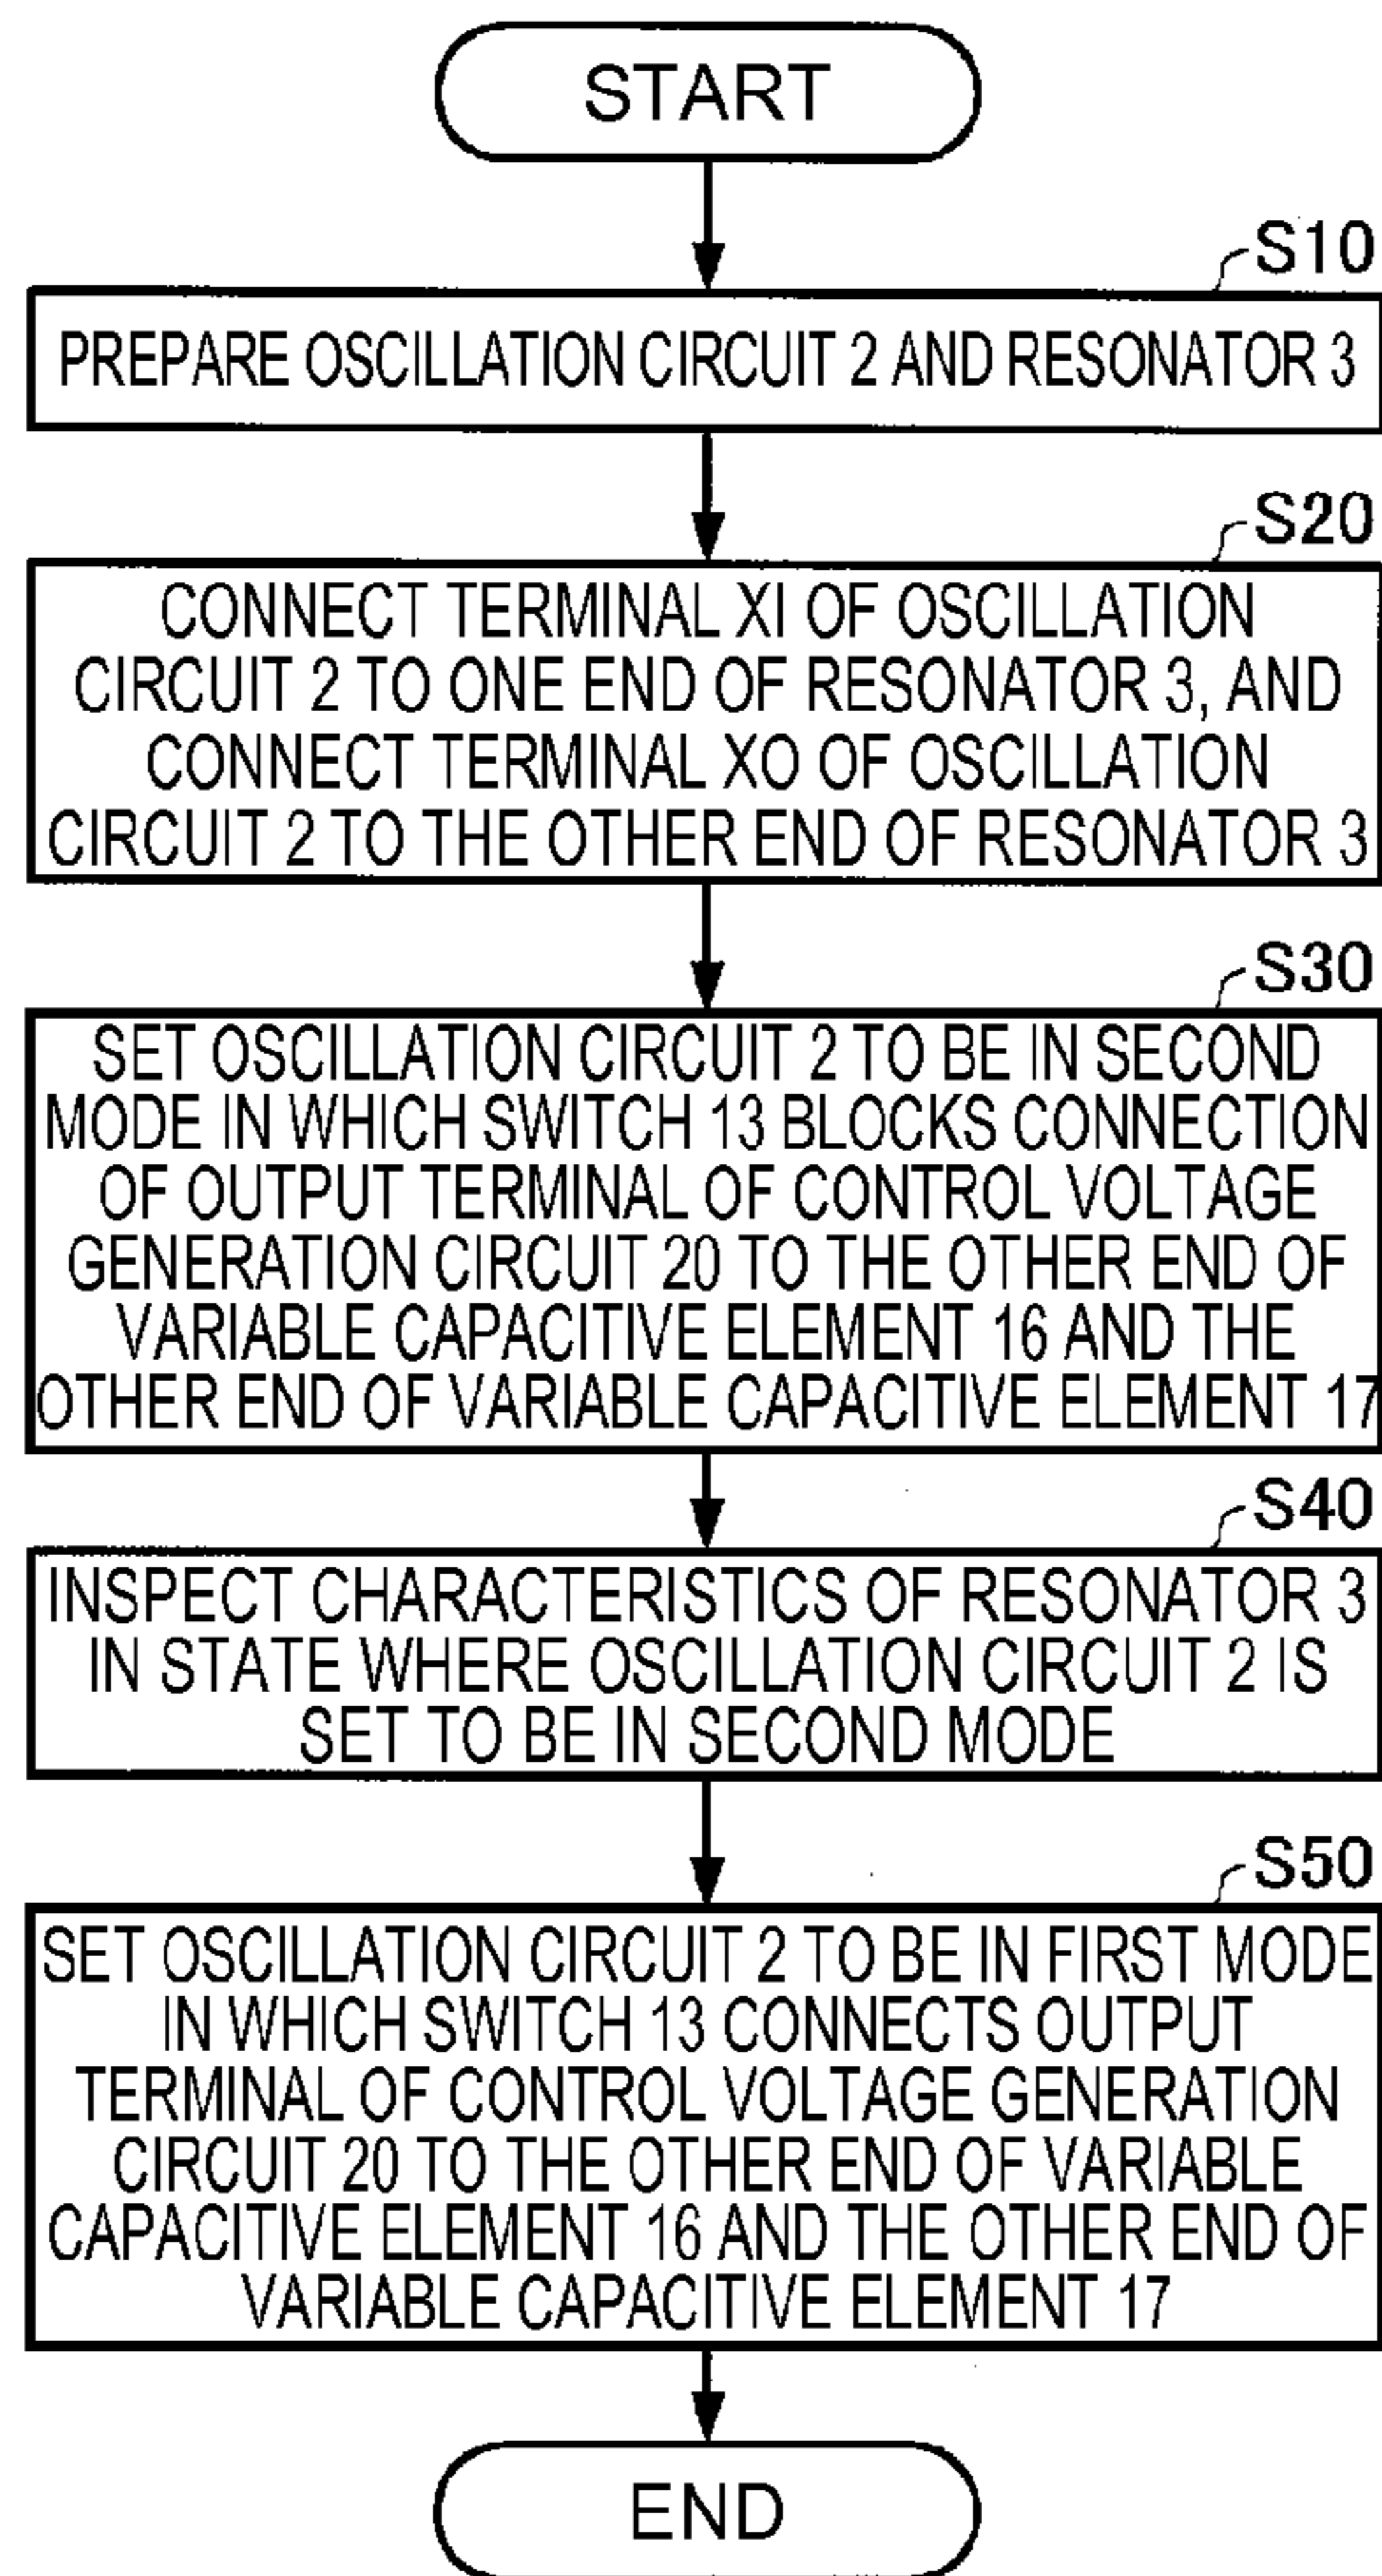 START
S10
PREPARE OSCILLATION CIRCUIT 2 AND RESONATOR 3
S20
CONNECT TERMINAL XI OF OSCILLATION
CIRCUIT 2 TO ONE END OF RESONATOR 3, AND
CONNECT TERMINAL XO OF OSCILLATION
CIRCUIT 2 TO THE OTHER END OF RESONATOR 3
S30
SET OSCILLATION CIRCUIT 2 TO BE IN SECOND
MODE IN WHICH SWITCH 13 BLOCKS CONNECTION
OF OUTPUT TERMINAL OF CONTROL VOLTAGE
GENERATION CIRCUIT 20 TO THE OTHER END OF
VARIABLE CAPACITIVE ELEMENT 16 AND THE
OTHER END OF VARIABLE CAPACITIVE ELEMENT 17
S40
INSPECT CHARACTERISTICS OF RESONATOR 3
IN STATE WHERE OSCILLATION CIRCUIT 2 IS
SET TO BE IN SECOND MODE
S50
SET OSCILLATION CIRCUIT 2 TO BE IN FIRST MODE
IN WHICH SWITCH 13 CONNECTS OUTPUT
TERMINAL OF CONTROL VOLTAGE GENERATION
CIRCUIT 20 TO THE OTHER END OF VARIABLE
CAPACITIVE ELEMENT 16 AND THE OTHER END OF
VARIABLE CAPACITIVE ELEMENT 17
END